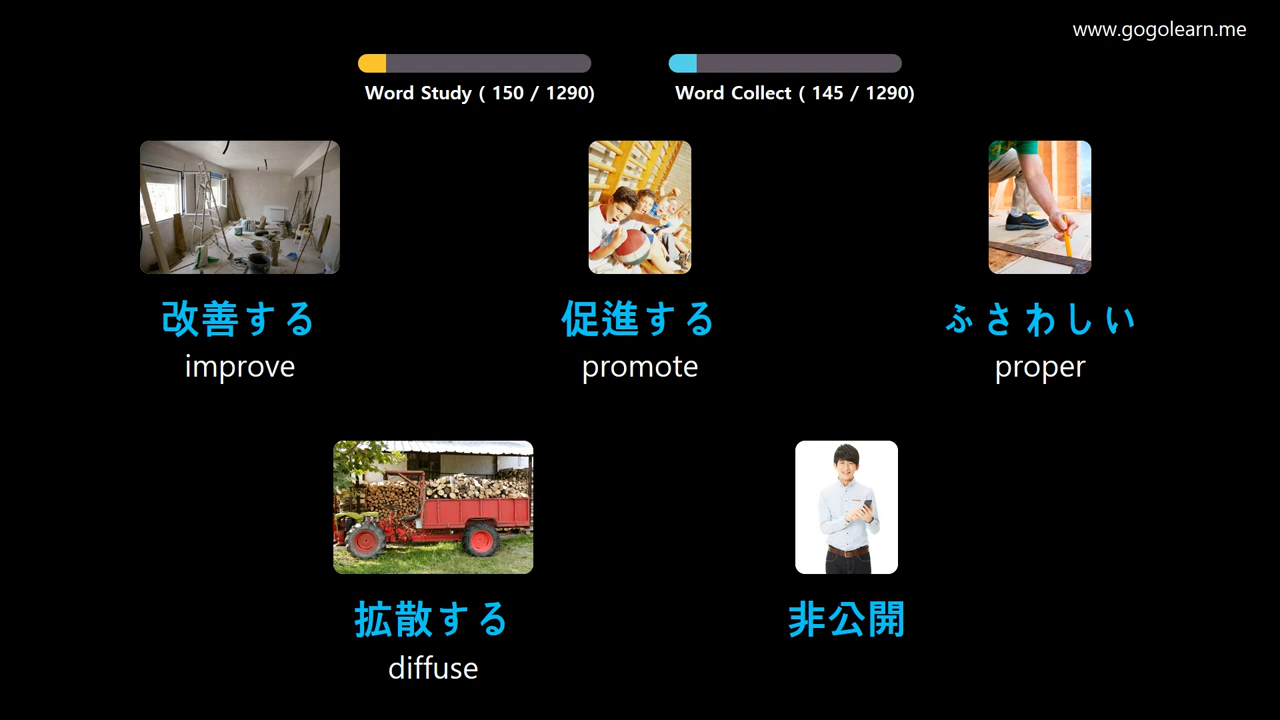 www.gogolearn.me
Word Study ( 150 / 1290)
Word Collect ( 145 / 1290)
改善する
improve
促進する
promote
ふさわしい
proper
拡散する
diffuse
非公開